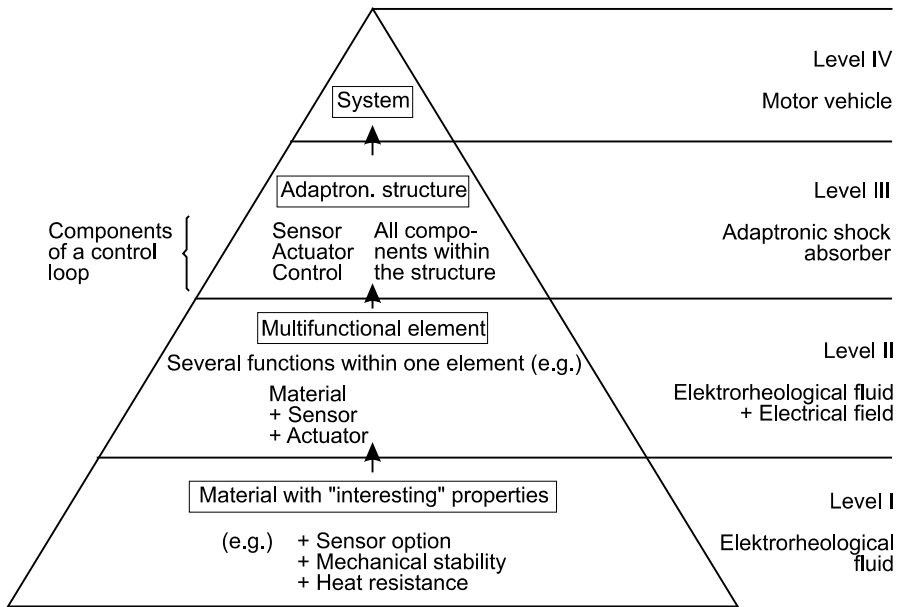 Level IV
System
Motor vehicle
Adaptron. structure
Level III
Components
of a control
loop
Sensor
Actuator
Control
All compo-
nents within
the structure
Adaptronic shock
absorber
Multifunctional element
Several functions within one element (e.g.)
Level II
Material
+ Sensor
+ Actuator
Elektrorheological fluid
+ Electrical field
Material with "interesting" properties
Level I
(e.g.) + Sensor option
+ Mechanical stability
+ Heat resistance
Elektrorheological
fluid